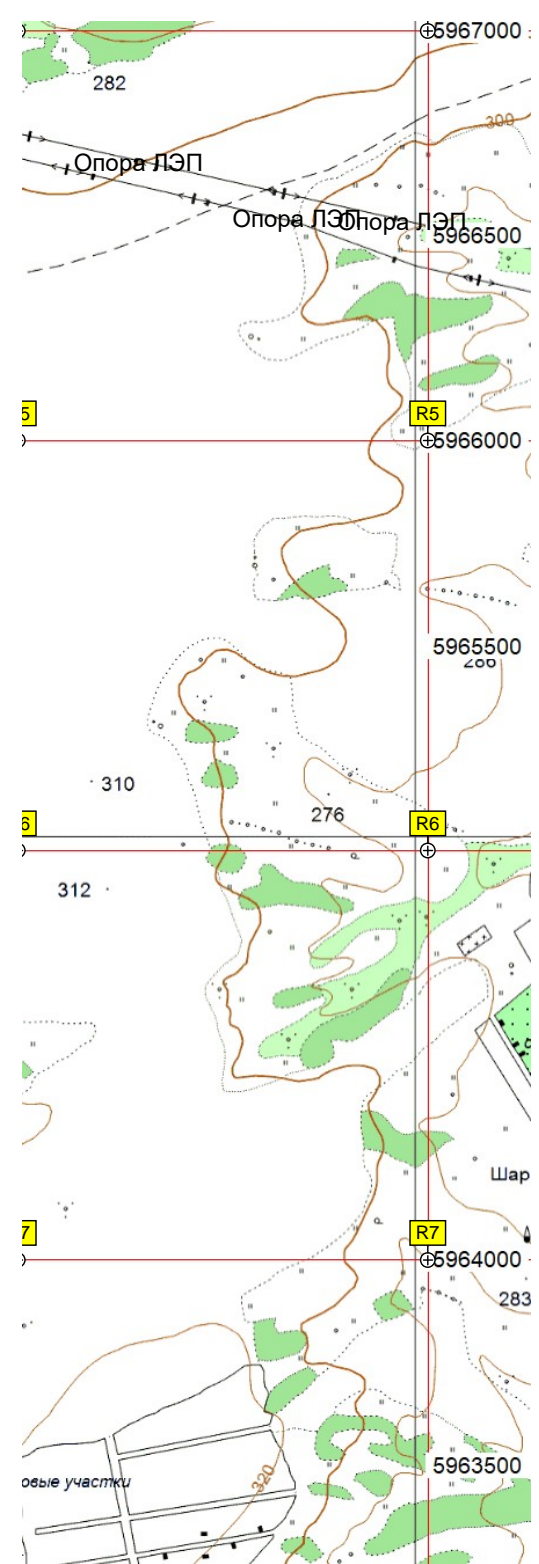 5967000
282
300
Опора ЛЭП
Опора ЛЭП
Опора ЛЭП
5966500
5
R5
5966000
5965500
286
310
276
6
R6
312
Шар
7
R7
5964000
283
5963500
320
овые участки